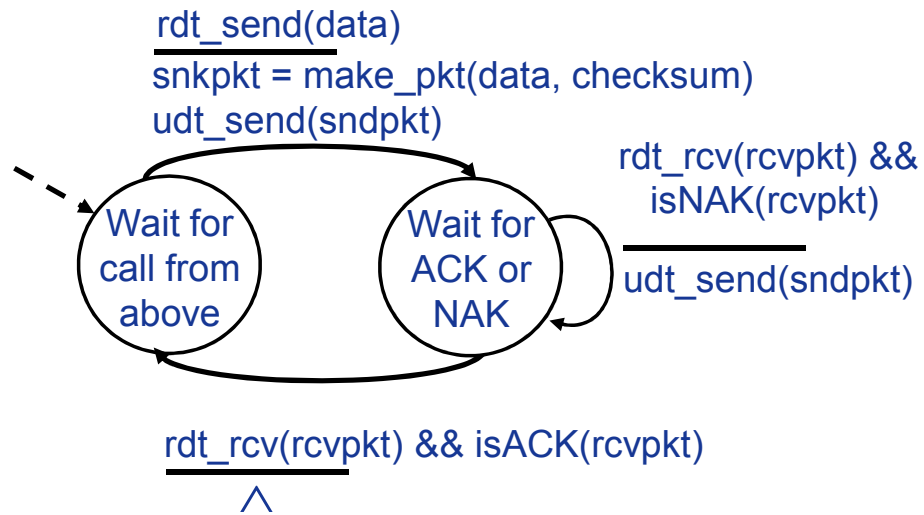 rdt_send(data)
snkpkt = make_pkt(data, checksum)
udt_send(sndpkt)
rdt_rcv(rcvpkt) &&
isNAK(rcvpkt)
udt_send(sndpkt)
Wait for
call from
above
Wait for
ACK or
NAK
rdt_rcv(rcvpkt) && isACK(rcvpkt)
Λ